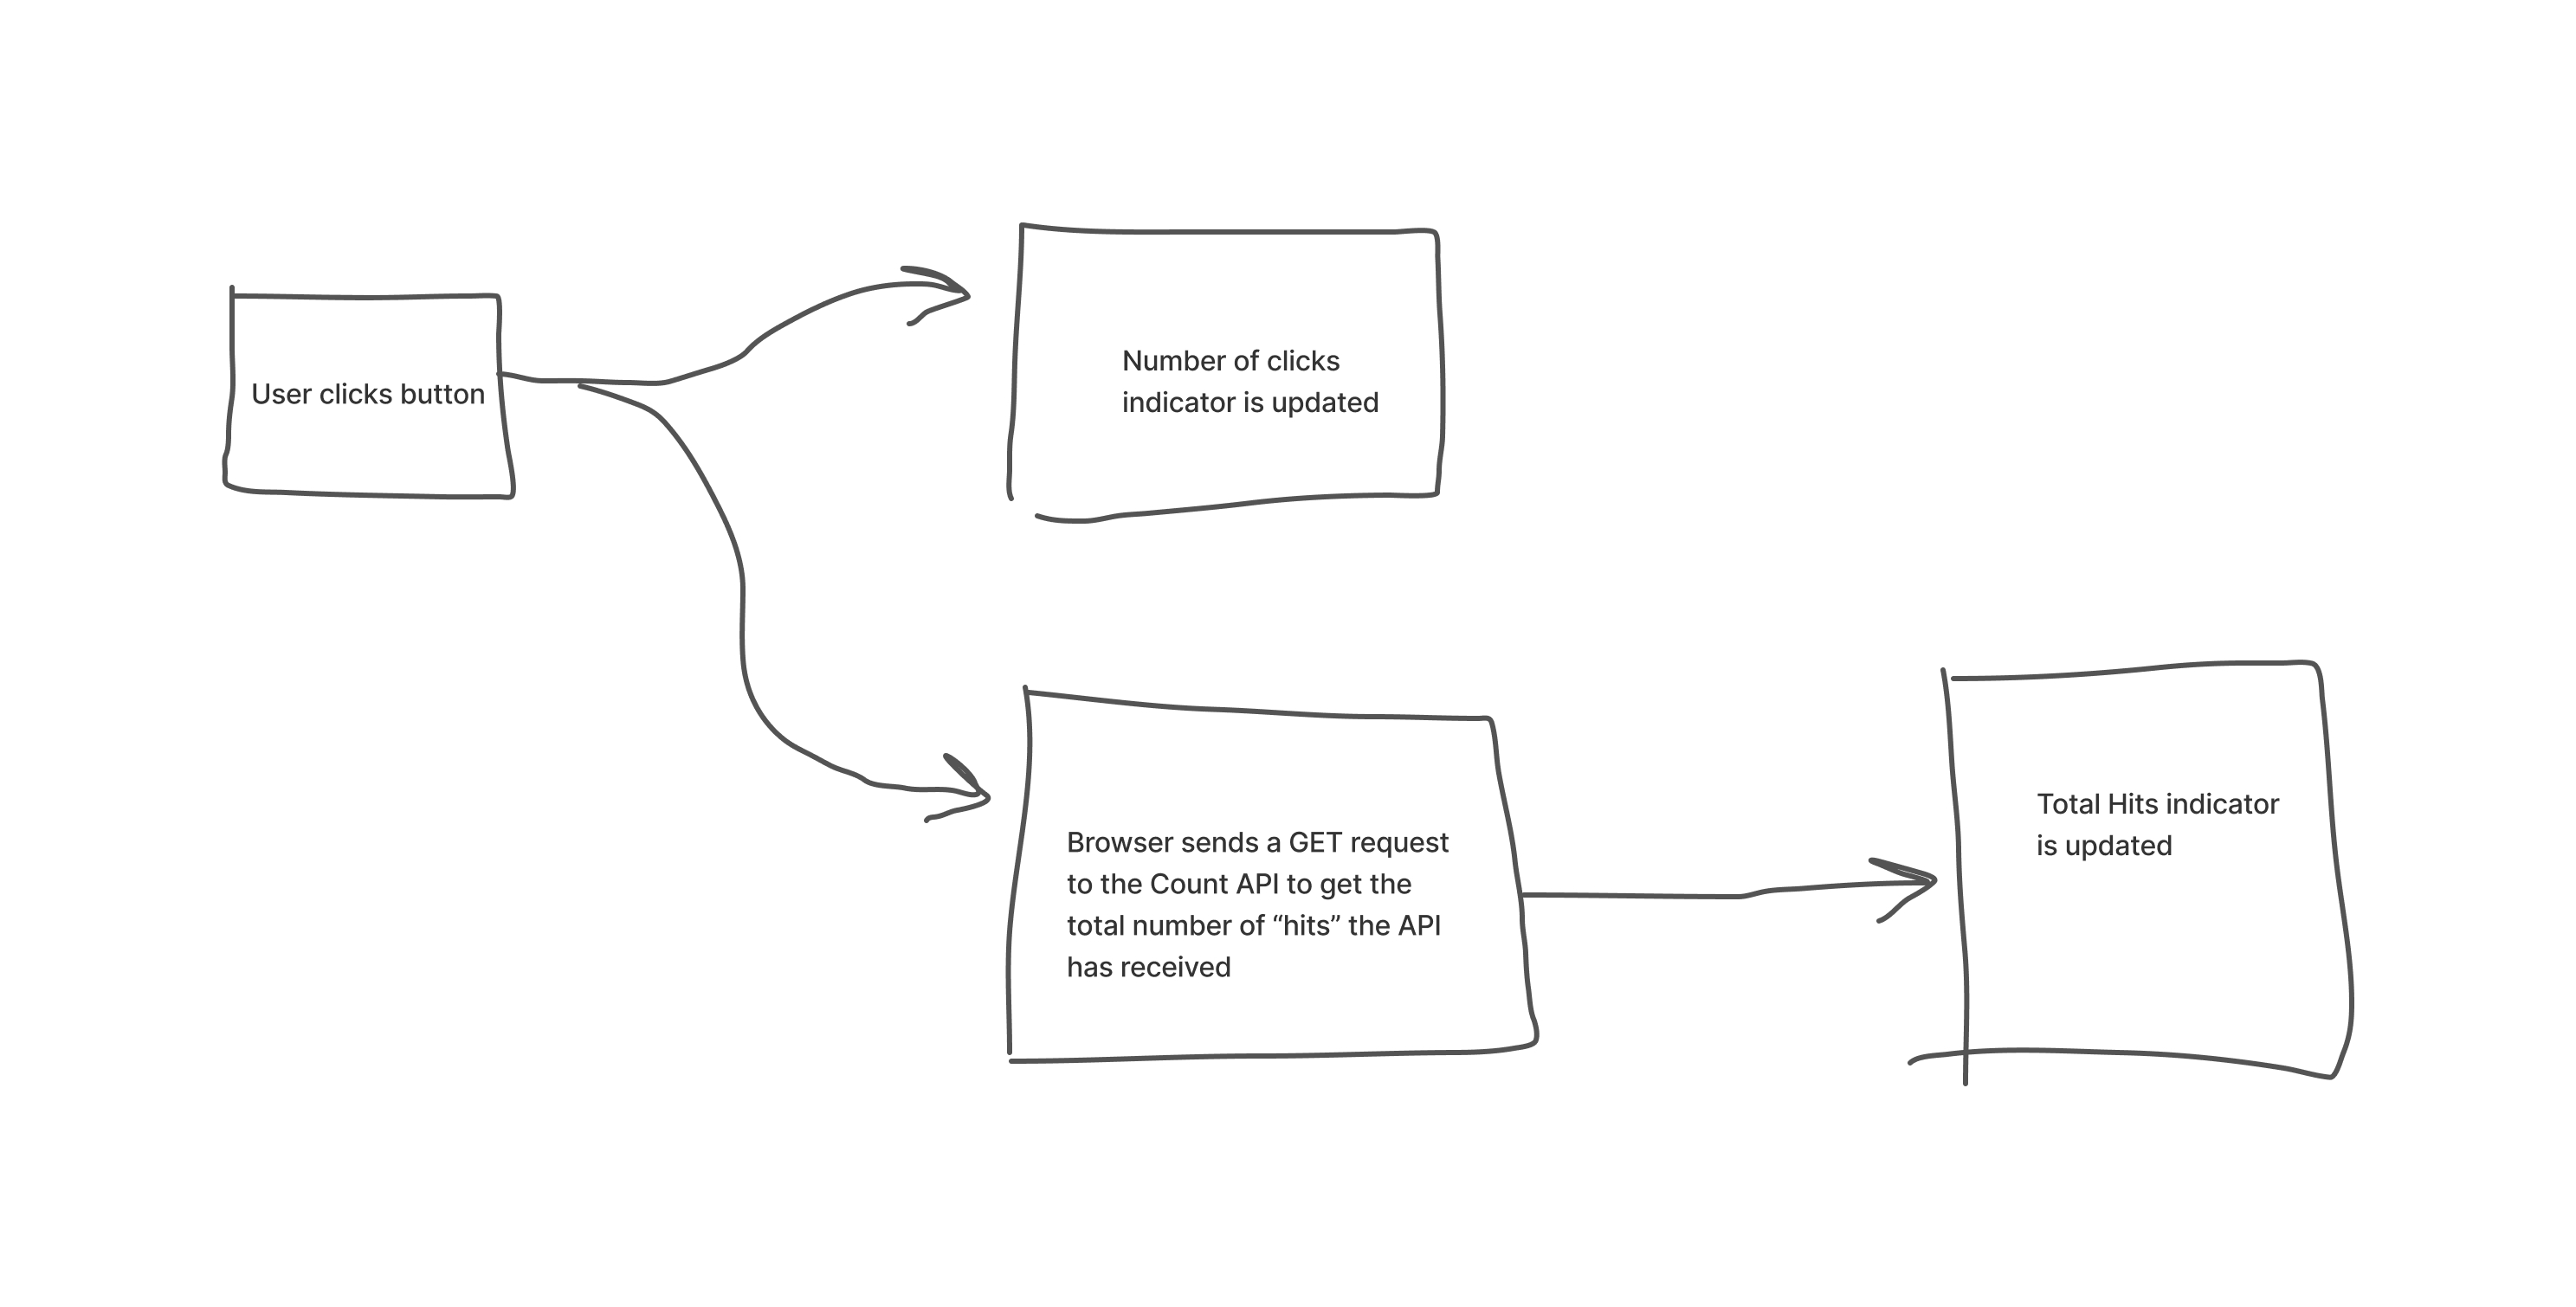 User clicks button
Number of clicks
indicator is updated
Browser sends a GET request
to the Count API to get the
total number of “hits” the API
has received
Total Hits indicator
is updated